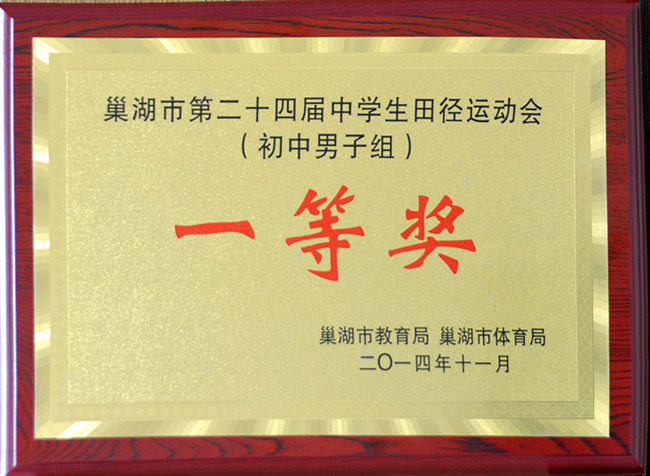 巢湖市第二十四届中学生田径运动会
（初中男子组）
一等奖
巢湖市教育局 巢湖市体育局
二〇一四年十一月